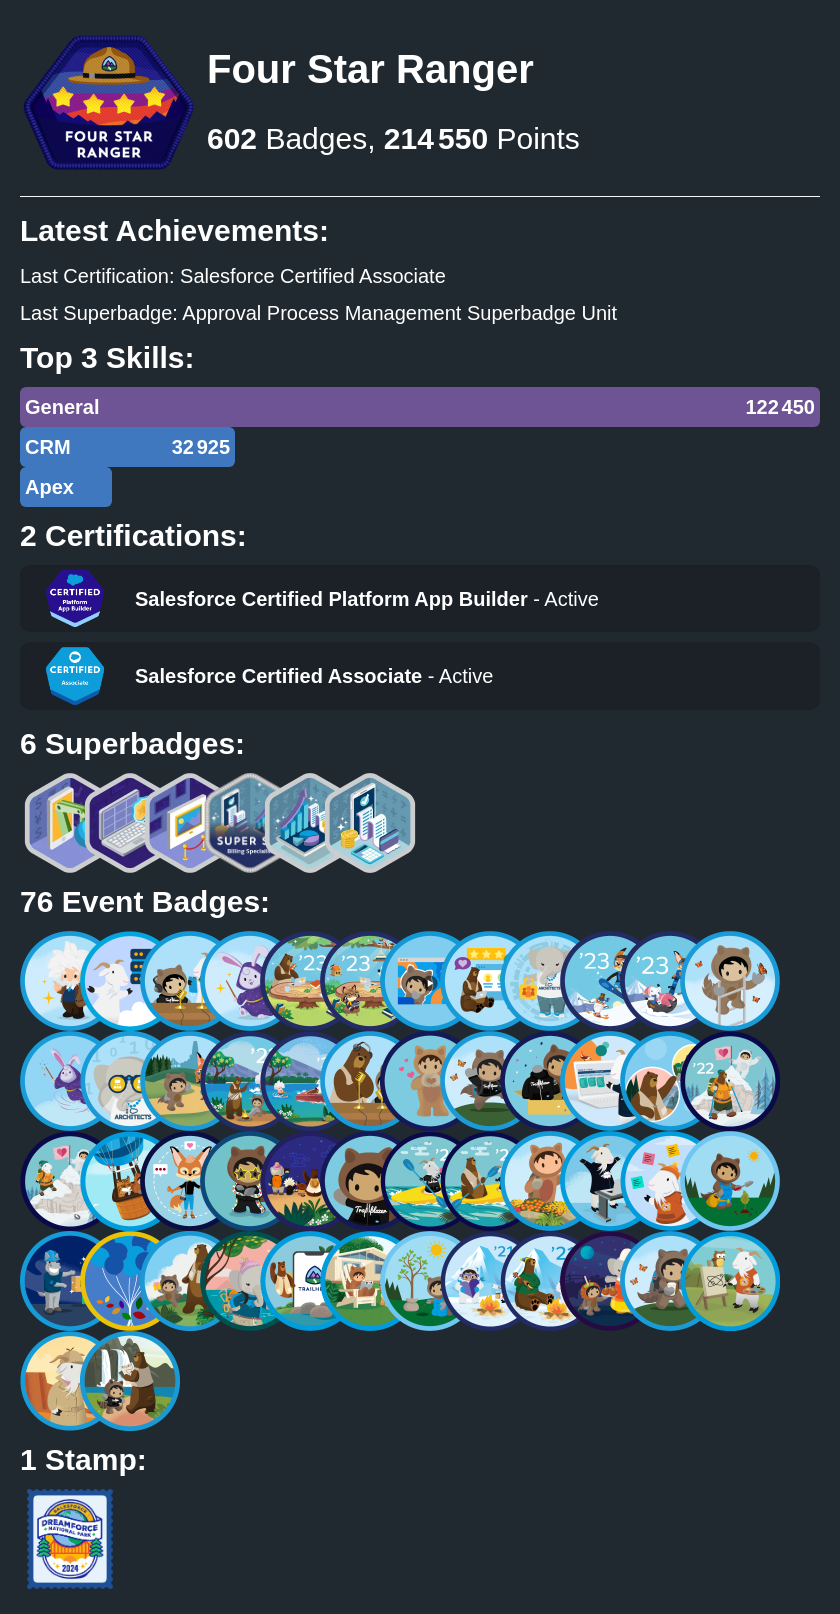 FOUR STAR
RANGER
Four Star Ranger
602 Badges, 214 550 Points
Latest Achievements:
Last Certification: Salesforce Certified Associate
Last Superbadge: Approval Process Management Superbadge Unit
Top 3 Skills:
General 122 450
CRM 32 925
Apex
2 Certifications:
CERTIFIED
Platform
App Builder
Salesforce Certified Platform App Builder - Active
CERTIFIED
Associate
Salesforce Certified Associate - Active
6 Superbadges:
SUPER
Billing
76 Event Badges:
'23
'23
'23
'23
ARCHITECTS
'22
TRAILH
'21
1 Stamp:
SALESFORCE
DREAMFORCE
NATIONAL PARK
2024